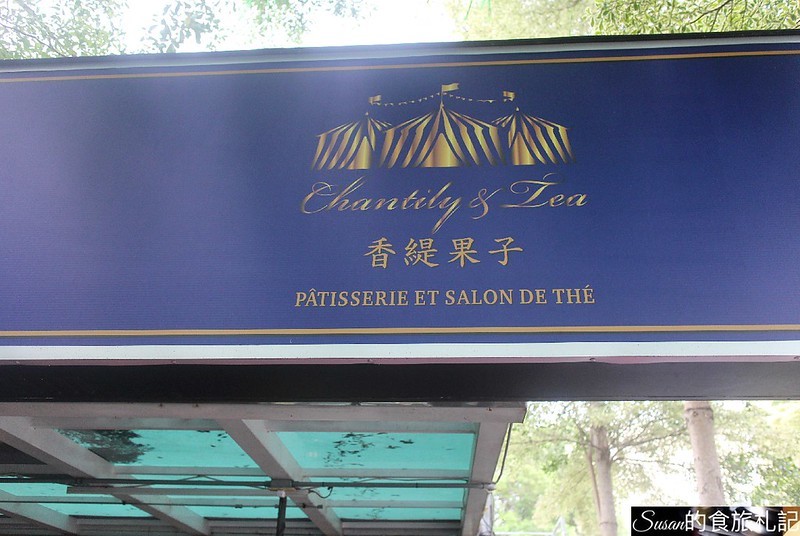 Chantily & Tea
香緹果子
PÂTISSERIE ET SALON DE THÉ
Susan的食旅札記